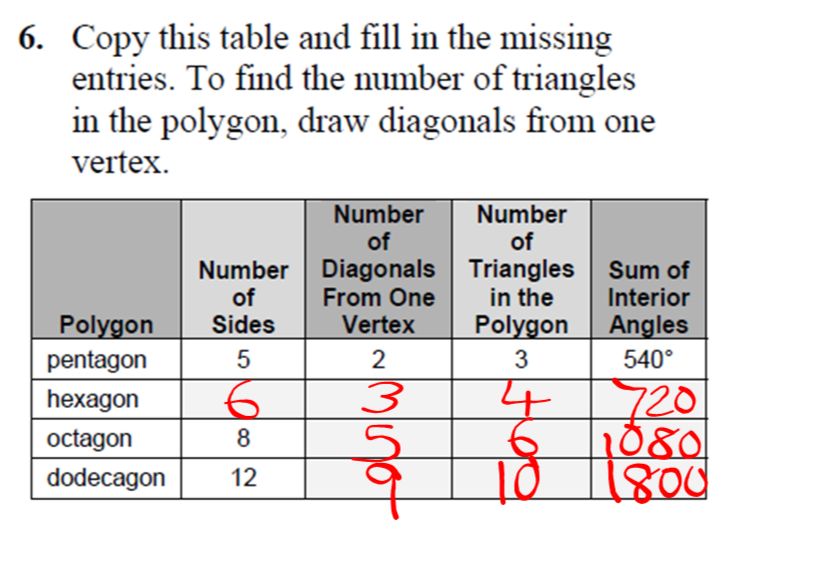 6. Copy this table and fill in the missing
entries. To find the number of triangles
in the polygon, draw diagonals from one
vertex.
Polygon Number of Sides Number of Diagonals From One Vertex Number of Triangles in the Polygon Sum of Interior Angles
pentagon 5 2 3 540°
hexagon 6 3 4 720
octagon 8 5 6 1080
dodecagon 12 9 10 1800